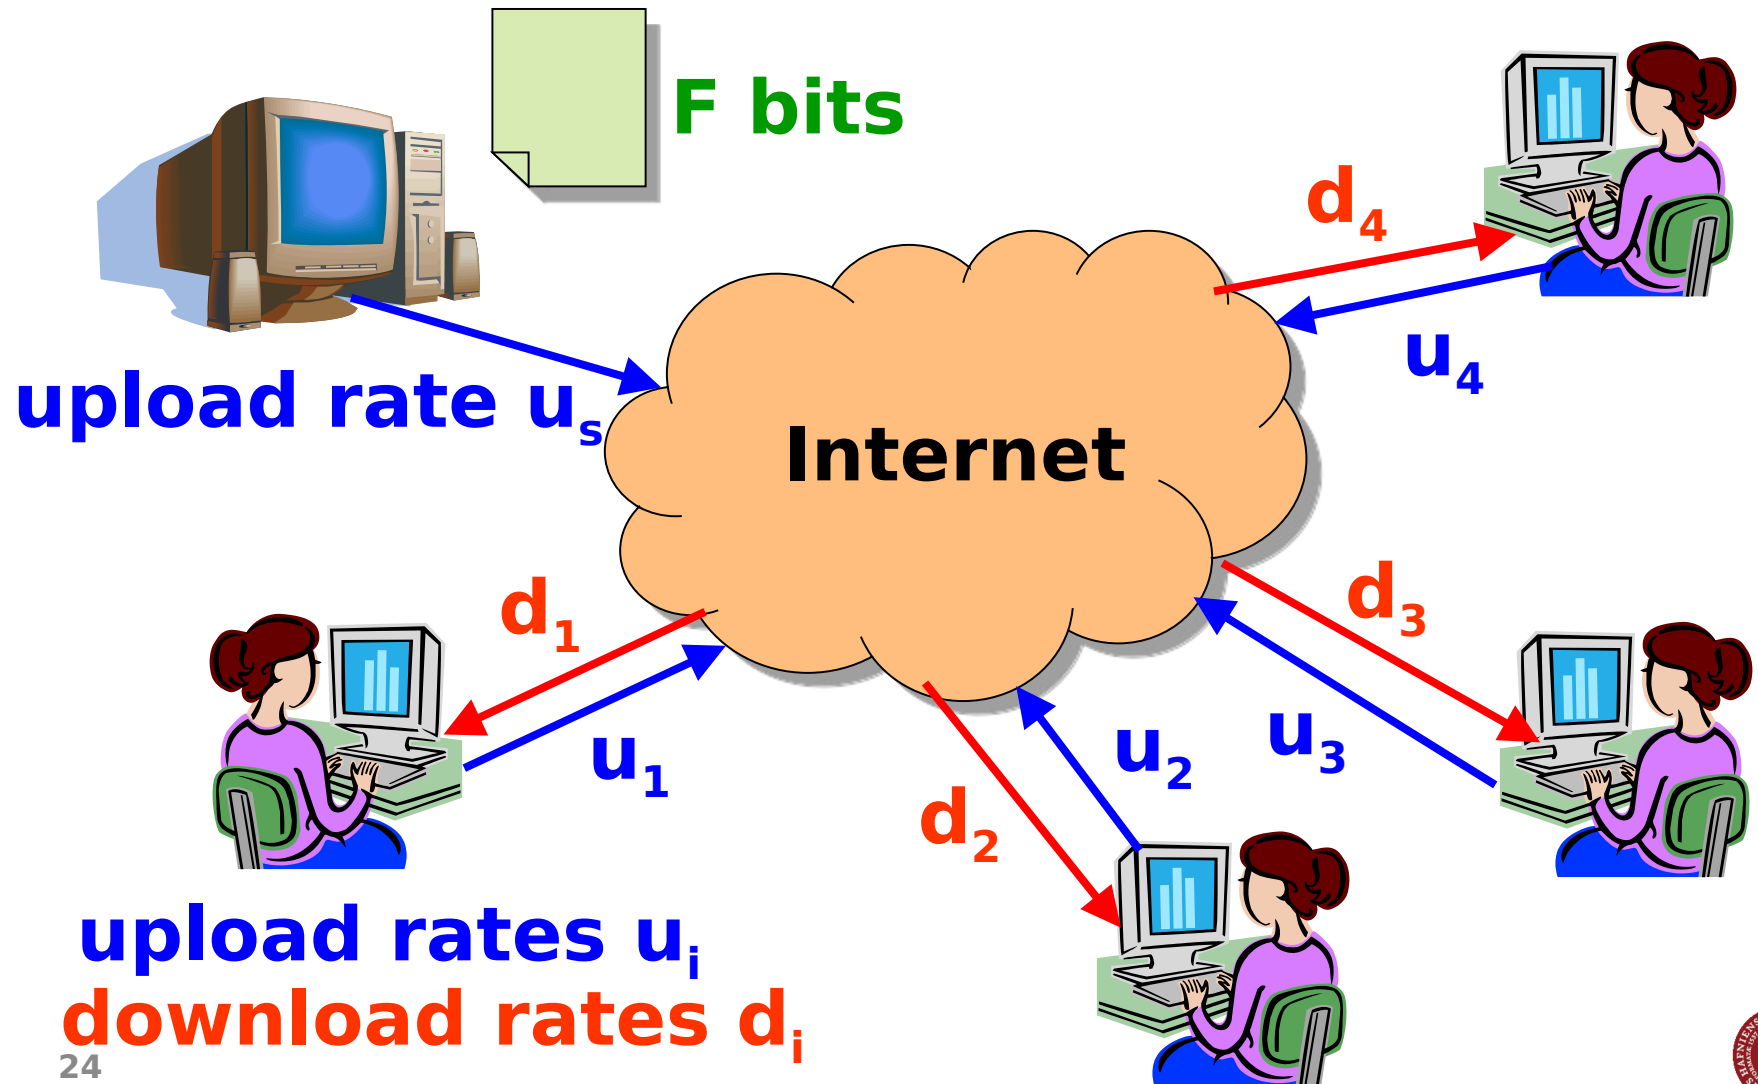 F bits
d4
u4
upload rate us
Internet
d1
u1
d3
u3
u2
d2
upload rates ui
download rates di
24